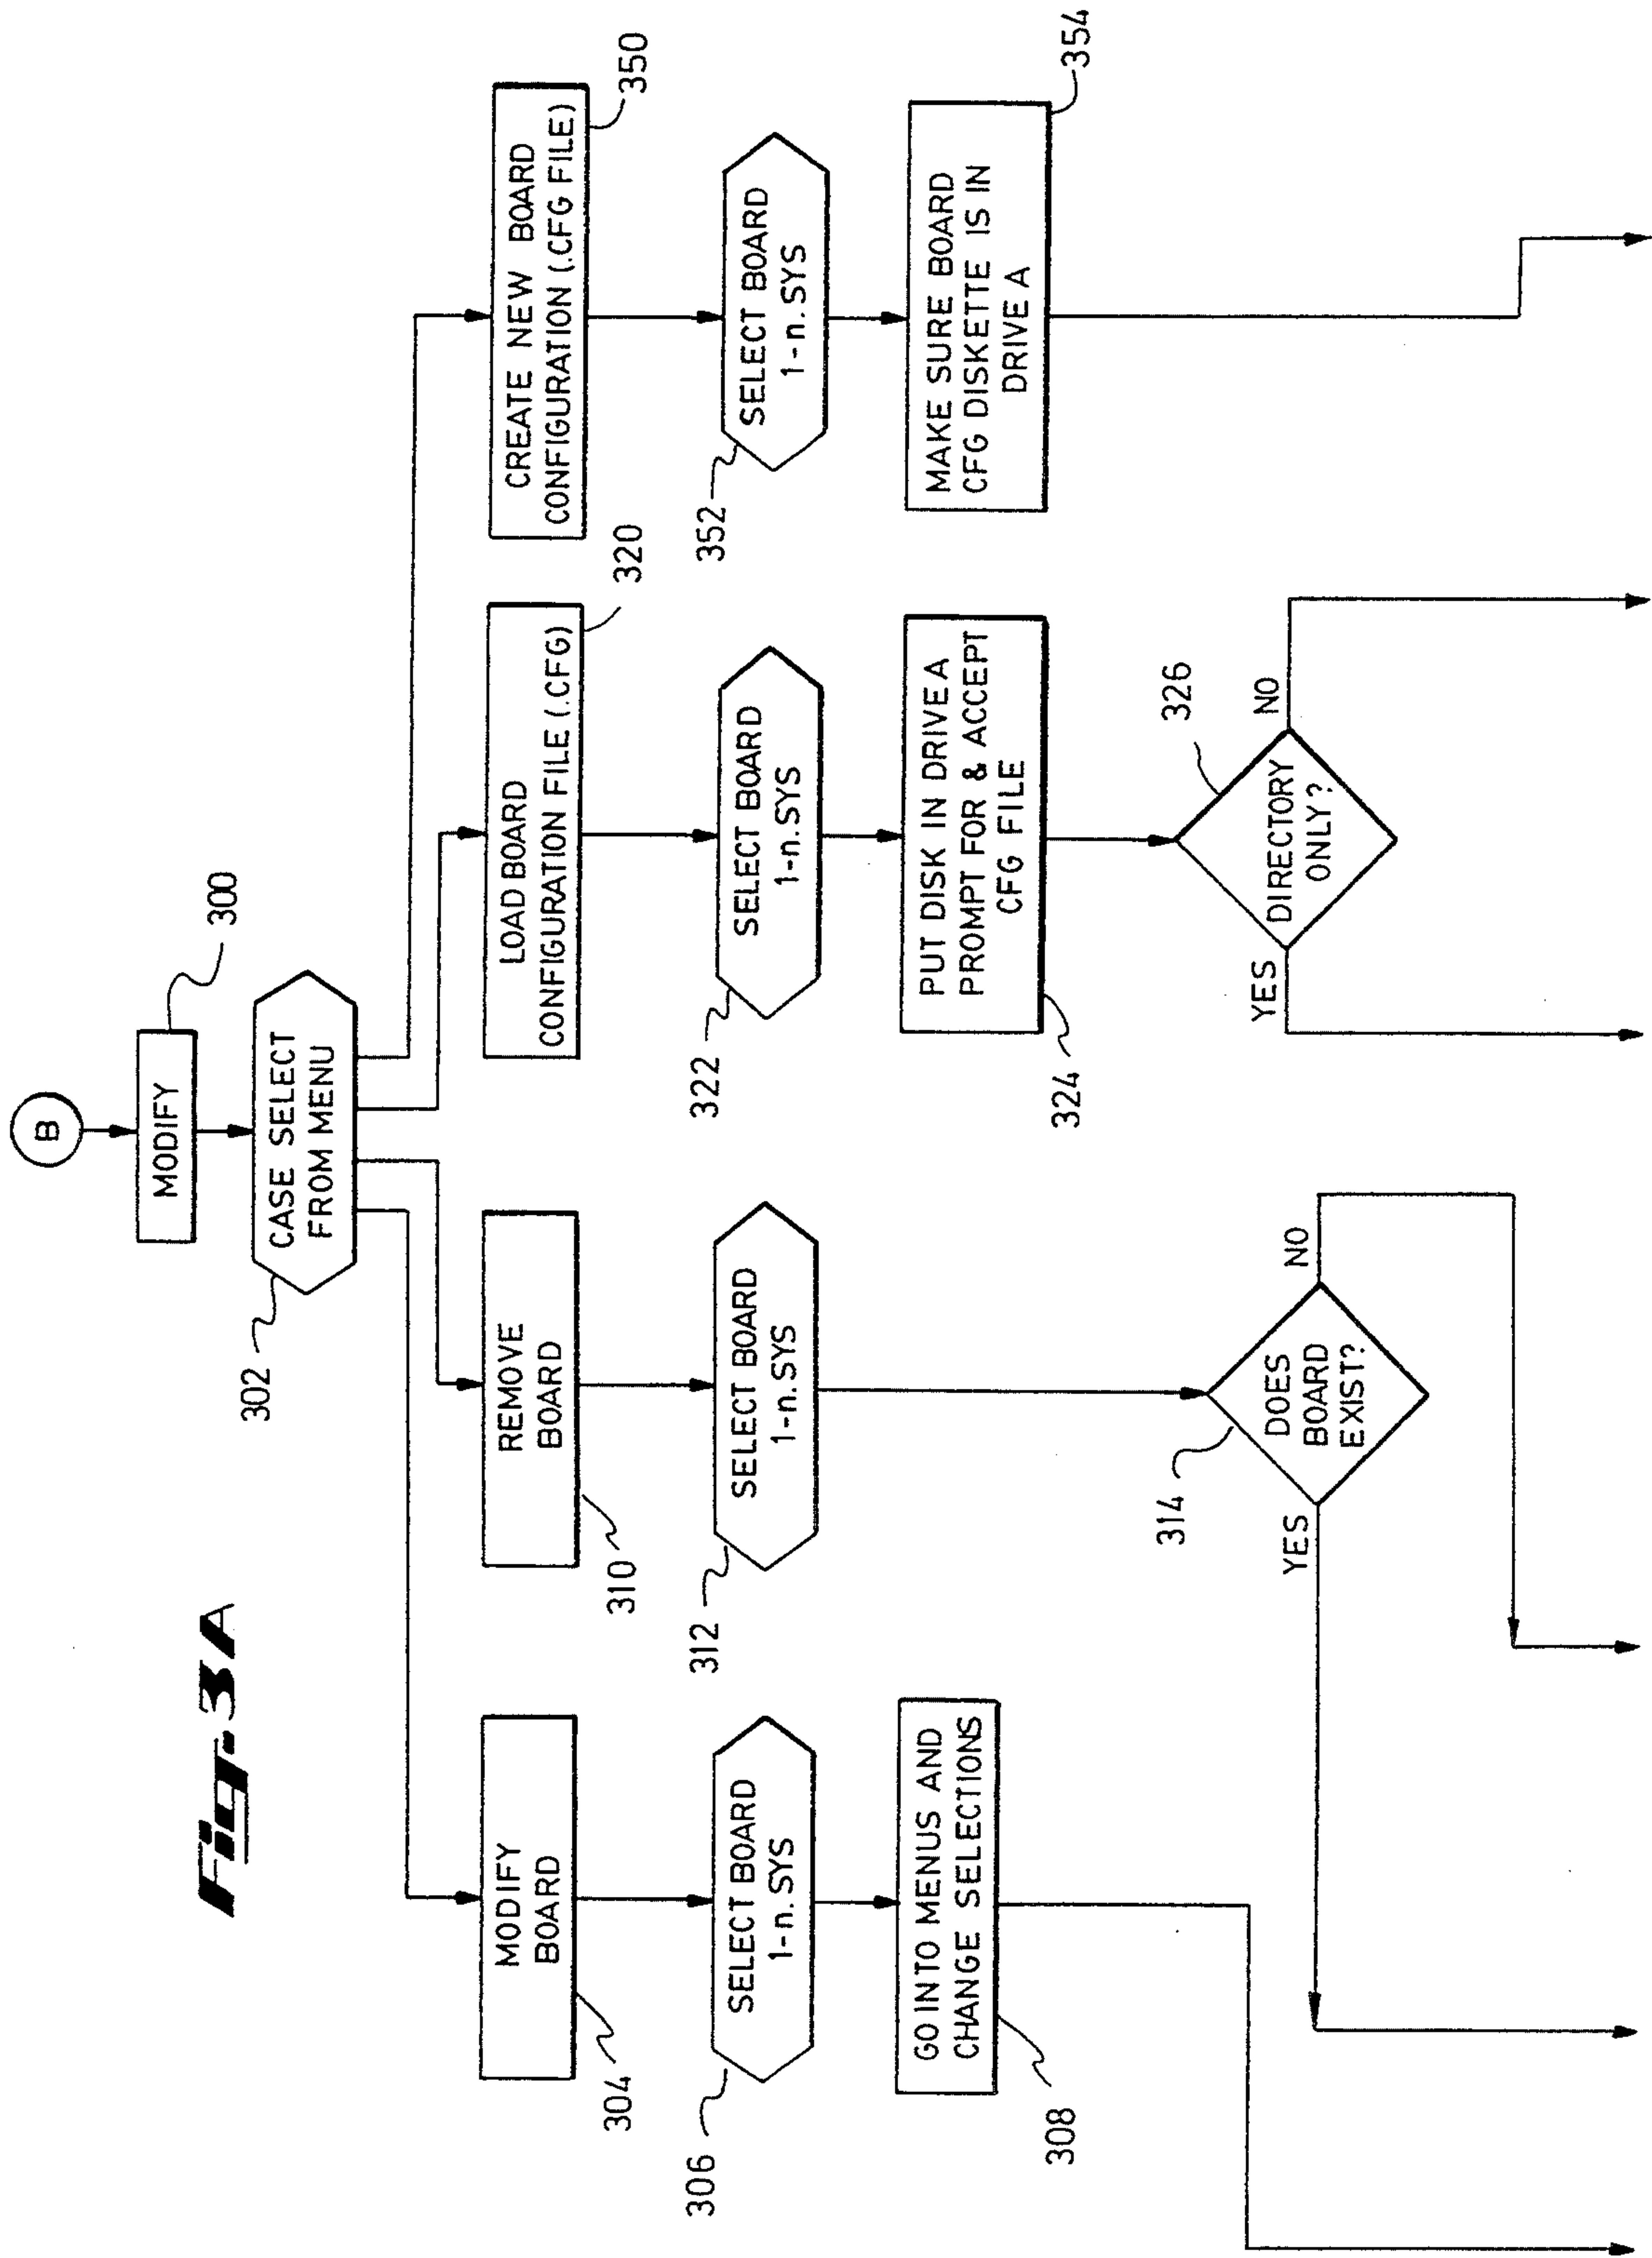 Fig. 3A
B
MODIFY
300
CASE SELECT
FROM MENU
302
MODIFY
BOARD
304
SELECT BOARD
1-n.SYS
306
GO INTO MENUS AND
CHANGE SELECTIONS
308
REMOVE
BOARD
310
SELECT BOARD
1-n.SYS
312
DOES
BOARD
EXIST?
314
YES
NO
LOAD BOARD
CONFIGURATION FILE (.CFG)
320
SELECT BOARD
1-n.SYS
322
PUT DISK IN DRIVE A
PROMPT FOR & ACCEPT
CFG FILE
324
DIRECTORY
ONLY?
326
YES
NO
CREATE NEW BOARD
CONFIGURATION (.CFG FILE)
350
SELECT BOARD
1-n.SYS
352
MAKE SURE BOARD
CFG DISKETTE IS IN
DRIVE A
354